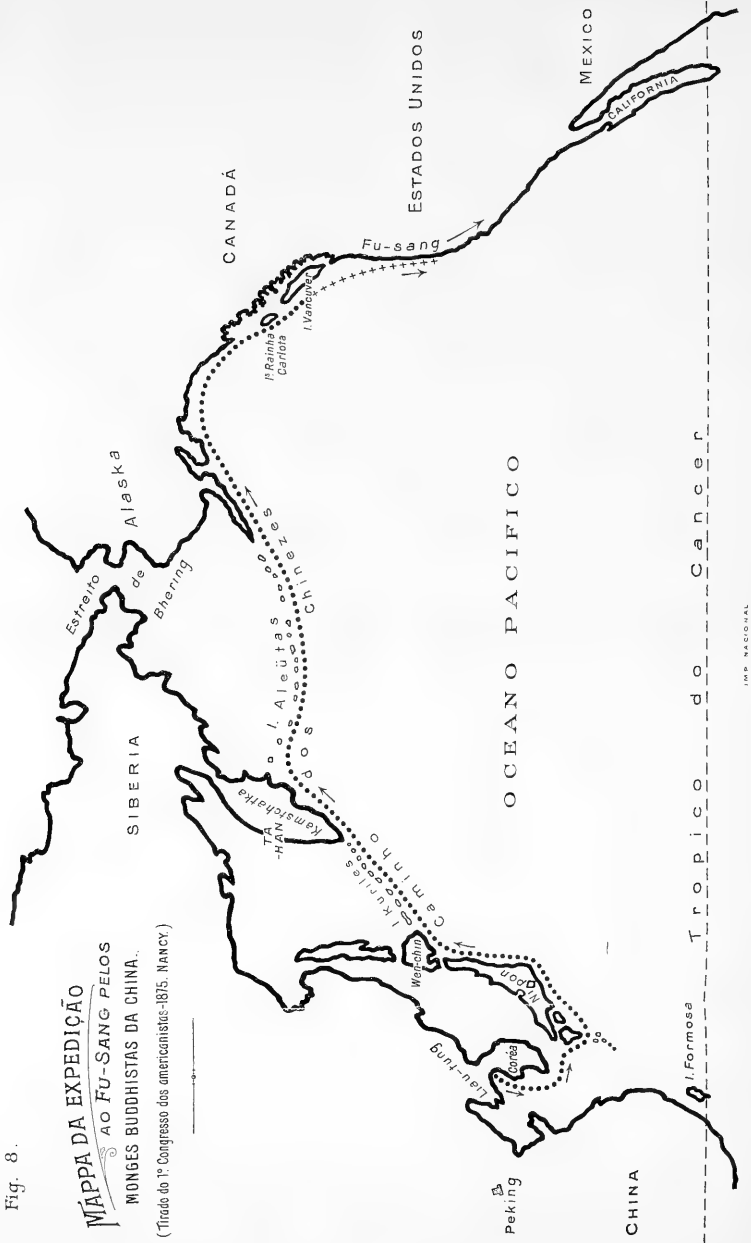 Fig. 8.
MAPPA DA EXPEDIÇÃO
AO FU-SANG PELOS
MONGES BUDDHISTAS DA CHINA.
(Tirado do 1º. Congresso dos americanistas-1875. NANCY.)
SIBERIA
Estreito
de
Bhering
Alaska
CANADÁ
ESTADOS UNIDOS
MEXICO
CALIFORNIA
Fu-sang
I. Vancuver
Iª. Rainha
Carlota
TA
-HAN
Kamstchatka
I. Aleütas
I. Kuriles
Caminho dos Chinezes
Wen-chin
Nipon
Coréa
Liáu-tung
Peking
CHINA
I. Formosa
OCEANO PACIFICO
Tropico do Cancer
IMP. NACIONAL